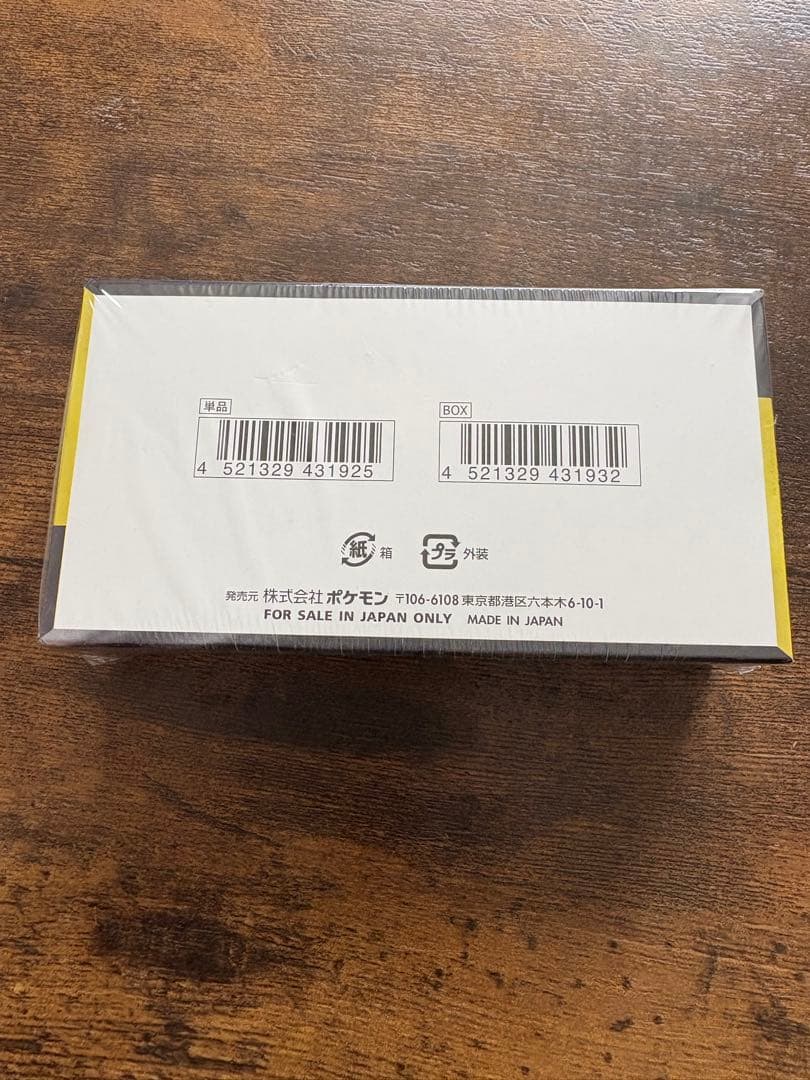 単品
4 521329 431925
BOX
4 521329 431932
紙 箱
プラ 外装
発売元 株式会社 ポケモン 〒106-6108 東京都港区六本木6-10-1
FOR SALE IN JAPAN ONLY MADE IN JAPAN